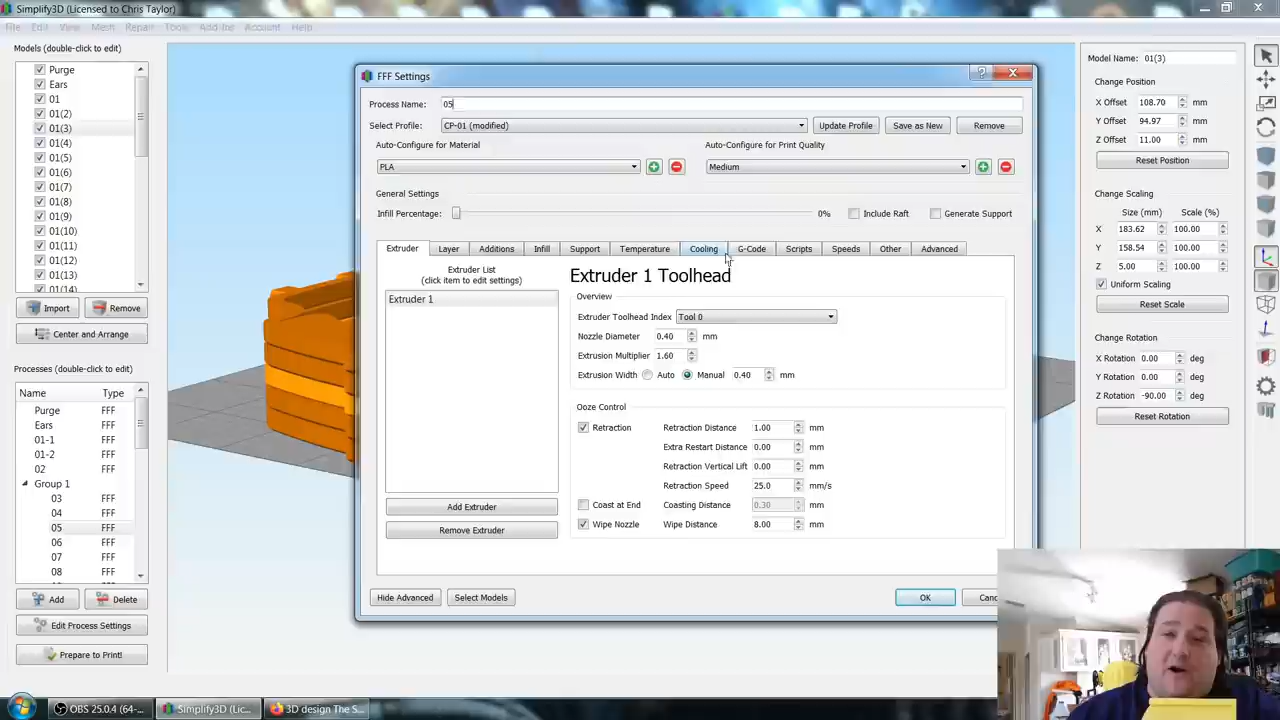 Simplify3D (Licensed to Chris Taylor)
File Edit View Mesh Repair Tools Add-Ins Account Help
Models (double-click to edit)
Purge
Ears
01
01(2)
01(3)
01(4)
01(5)
01(6)
01(7)
01(8)
01(9)
01(10)
01(11)
01(12)
01(13)
01(14)
Import Remove
Center and Arrange
Processes (double-click to edit)
Name Type
Purge FFF
Ears FFF
01-1 FFF
01-2 FFF
02 FFF
Group 1
03 FFF
04 FFF
05 FFF
06 FFF
07 FFF
08 FFF
Add Delete
Edit Process Settings
Prepare to Print!
FFF Settings
Process Name: 05
Select Profile: CP-01 (modified) Update Profile Save as New Remove
Auto-Configure for Material Auto-Configure for Print Quality
PLA Medium
General Settings
Infill Percentage: 0% Include Raft Generate Support
Extruder Layer Additions Infill Support Temperature Cooling G-Code Scripts Speeds Other Advanced
Extruder List
(click item to edit settings)
Extruder 1
Add Extruder
Remove Extruder
Extruder 1 Toolhead
Overview
Extruder Toolhead Index Tool 0
Nozzle Diameter 0.40 mm
Extrusion Multiplier 1.60
Extrusion Width Auto Manual 0.40 mm
Ooze Control
Retraction Retraction Distance 1.00 mm
Extra Restart Distance 0.00 mm
Retraction Vertical Lift 0.00 mm
Retraction Speed 25.0 mm/s
Coast at End Coasting Distance 0.30 mm
Wipe Nozzle Wipe Distance 8.00 mm
Hide Advanced Select Models OK Canc
Model Name: 01(3)
Change Position
X Offset 108.70 mm
Y Offset 94.97 mm
Z Offset 11.00 mm
Reset Position
Change Scaling
Size (mm) Scale (%)
X 183.62 100.00
Y 158.54 100.00
Z 5.00 100.00
Uniform Scaling
Reset Scale
Change Rotation
X Rotation 0.00 deg
Y Rotation 0.00 deg
Z Rotation -90.00 deg
Reset Rotation
OBS 25.0.4 (64-... Simplify3D (Lic... 3D design The S...